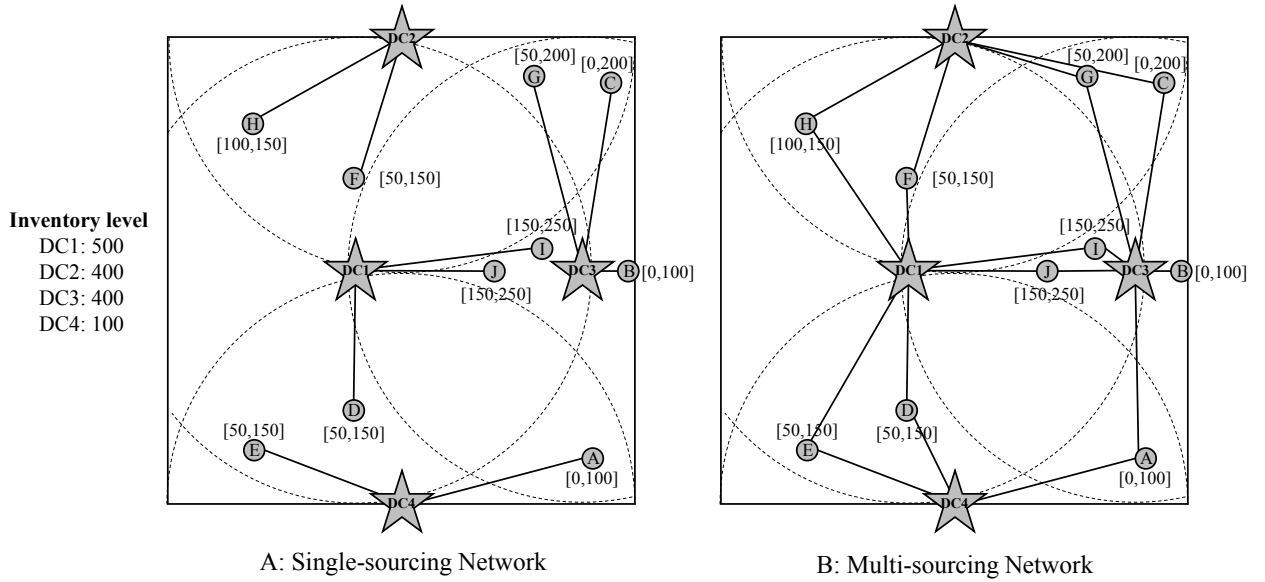 Inventory level
DC1: 500
DC2: 400
DC3: 400
DC4: 100
DC2
[50,200]
[0,200]
G
C
H
[100,150]
F
[50,150]
[150,250]
I
DC1
J
DC3
B
[0,100]
[150,250]
D
[50,150]
[50,150]
E
A
[0,100]
DC4
A: Single-sourcing Network
DC2
[50,200]
[0,200]
G
C
H
[100,150]
F
[50,150]
[150,250]
I
DC1
J
DC3
B
[0,100]
[150,250]
D
[50,150]
[50,150]
E
A
[0,100]
DC4
B: Multi-sourcing Network